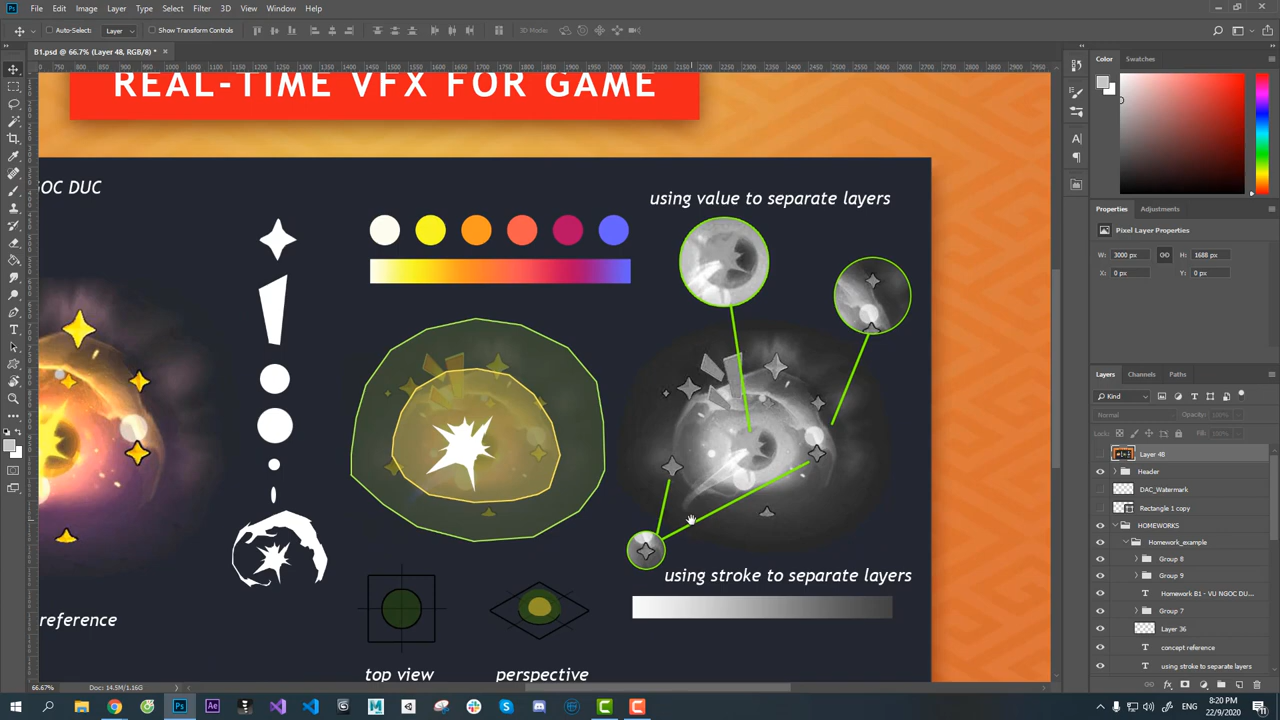 File Edit Image Layer Type Select Filter 3D View Window Help
Auto-Select: Layer Show Transform Controls 3D Mode:
B1.psd @ 66.7% (Layer 48, RGB/8) *
REAL-TIME VFX FOR GAME
OC DUC
using value to separate layers
reference
using stroke to separate layers
top view
perspective
66.67% Doc: 14.5M/1.16G
Color Swatches
Properties Adjustments
Pixel Layer Properties
W: 3000 px H: 1688 px
X: 0 px Y: 0 px
Layers Channels Paths
Kind
Normal Opacity: 100%
Lock: Fill: 100%
Layer 48
Header
DAC_Watermark
Rectangle 1 copy
HOMEWORKS
Homework_example
Group 8
Group 9
Homework B1 - VU NGOC DUC...
Group 7
Layer 36
concept reference
using stroke to separate layers
8:20 PM
22/9/2020